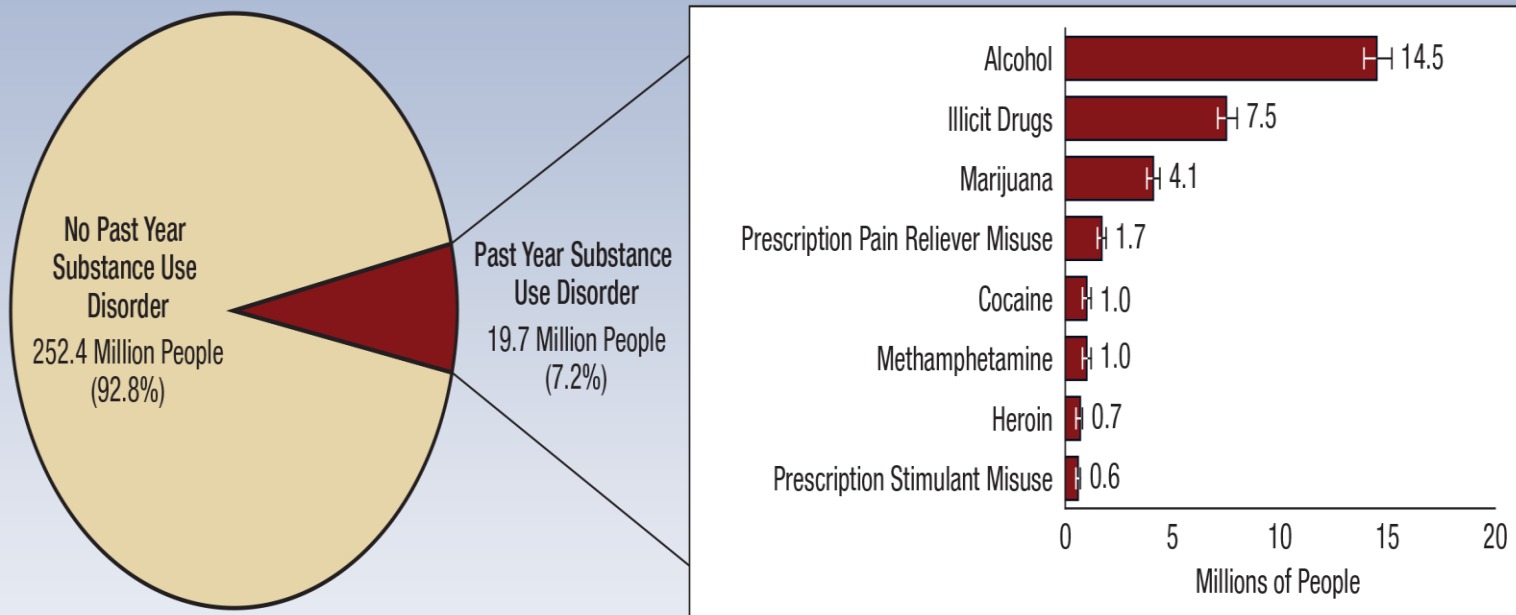 No Past Year
Substance Use
Disorder
252.4 Million People
(92.8%)
Past Year Substance
Use Disorder
19.7 Million People
(7.2%)
Alcohol
14.5
Illicit Drugs
7.5
Marijuana
4.1
Prescription Pain Reliever Misuse
1.7
Cocaine
1.0
Methamphetamine
1.0
Heroin
0.7
Prescription Stimulant Misuse
0.6
0 5 10 15 20
Millions of People